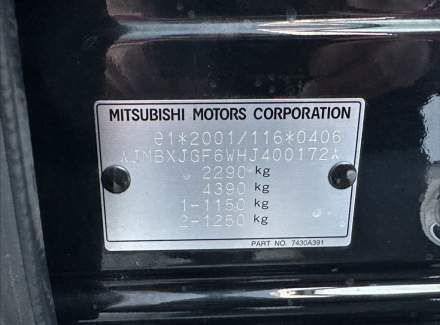 MITSUBISHI MOTORS CORPORATION
e1*2001/116*0406
*JMBXJGF6WHJ400172*
2290 kg
4390 kg
1-1150 kg
2-1250 kg
PART NO. 7430A391